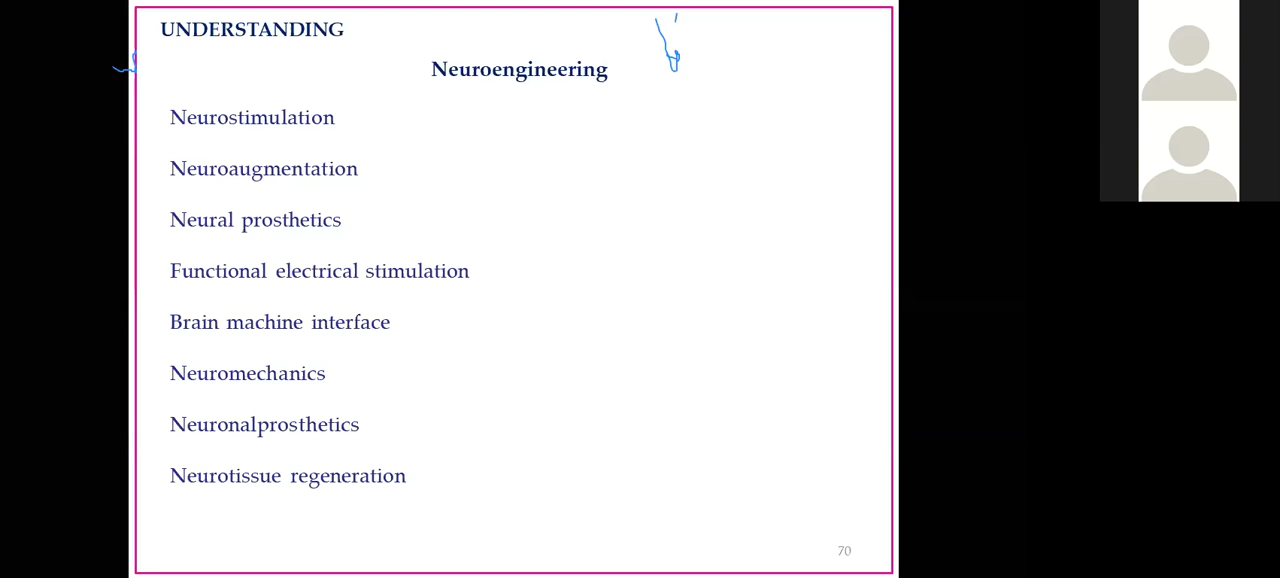 UNDERSTANDING
Neuroengineering
Neurostimulation
Neuroaugmentation
Neural prosthetics
Functional electrical stimulation
Brain machine interface
Neuromechanics
Neuronalprosthetics
Neurotissue regeneration
70